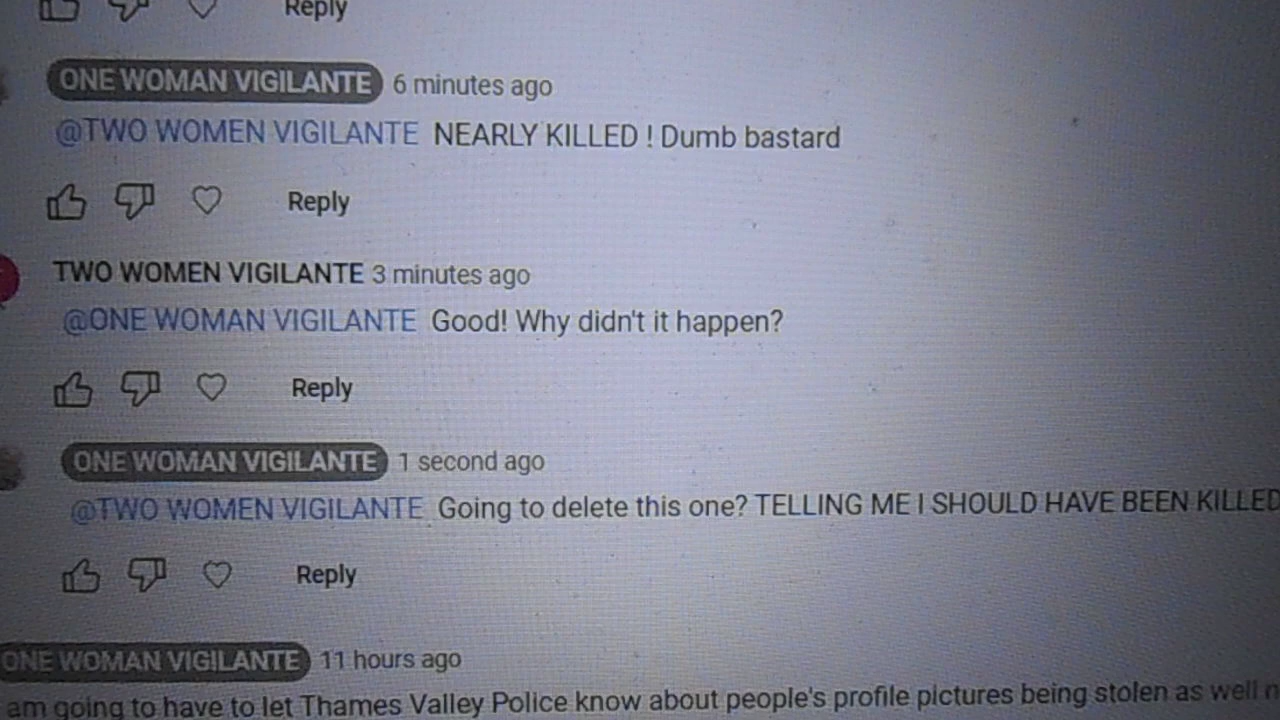 Reply
ONE WOMAN VIGILANTE 6 minutes ago
@TWO WOMEN VIGILANTE NEARLY KILLED ! Dumb bastard
Reply
TWO WOMEN VIGILANTE 3 minutes ago
@ONE WOMAN VIGILANTE Good! Why didn't it happen?
Reply
ONE WOMAN VIGILANTE 1 second ago
@TWO WOMEN VIGILANTE Going to delete this one? TELLING ME I SHOULD HAVE BEEN KILLED
Reply
ONE WOMAN VIGILANTE 11 hours ago
am going to have to let Thames Valley Police know about people's profile pictures being stolen as well